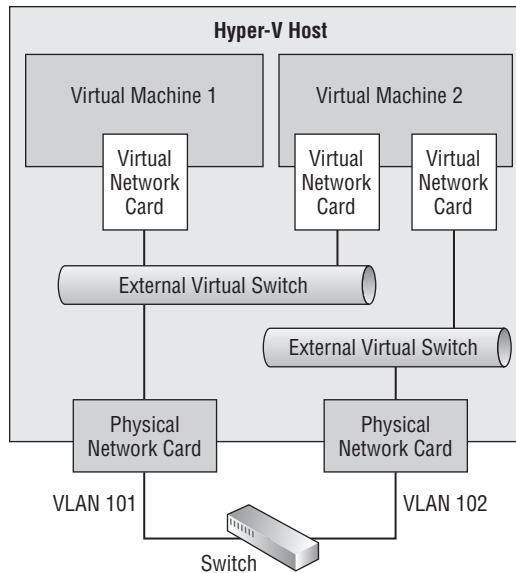 Hyper-V Host
Virtual Machine 1
Virtual Machine 2
Virtual
Network
Card
Virtual
Network
Card
Virtual
Network
Card
External Virtual Switch
External Virtual Switch
Physical
Network Card
Physical
Network Card
VLAN 101
VLAN 102
Switch